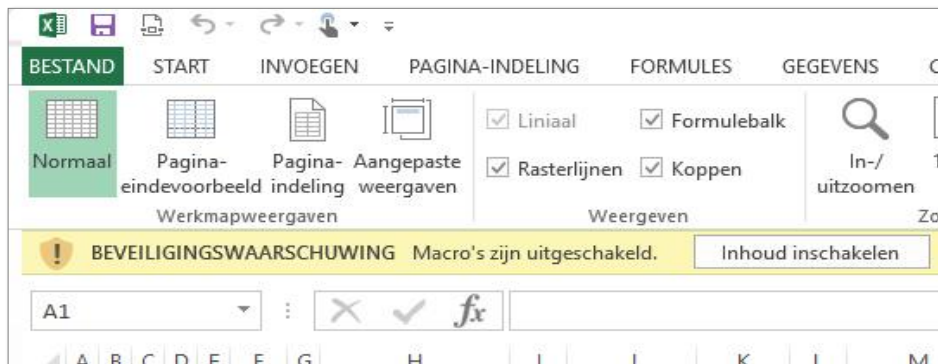 BESTAND START INVOEGEN PAGINA-INDELING FORMULES GEGEVENS
Normaal Pagina-eindevoorbeeld Pagina-indeling Aangepaste weergaven
Liniaal Formulebalk
Rasterlijnen Koppen
In-/uitzoomen
Werkmapweergaven Weergeven Zo
BEVEILIGINGSWAARSCHUWING Macro's zijn uitgeschakeld. Inhoud inschakelen
A1 fx
A B C D E F G H I J K L M